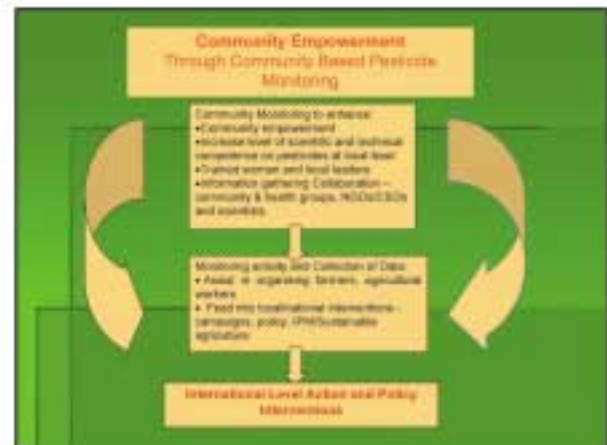 Community Empowerment
Through Community Based Pesticide
Monitoring
Community Monitoring to enhance:
•Community empowerment
•Increase level of scientific and technical
competence on pesticides at local level
•Trained women and local leaders
•Information gathering Collaboration –
community & health groups, NGOs/CSOs
and scientists.
Monitoring activity and Collection of Data
• Assist in organising farmers, agricultural
workers
• Feed into local/national interventions -
campaigns, policy, IPM/Sustainable
agriculture
International Level Action and Policy
Interventions